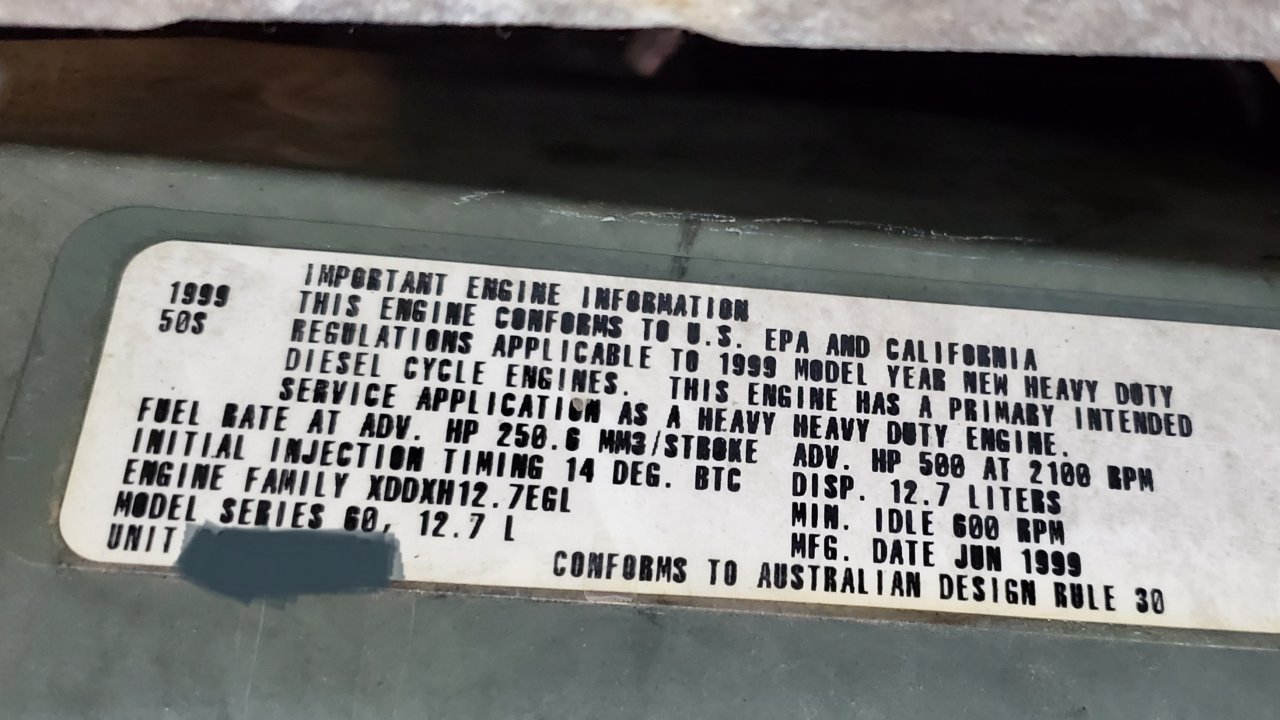 IMPORTANT ENGINE INFORMATION
1999 THIS ENGINE CONFORMS TO U.S. EPA AND CALIFORNIA
50S REGULATIONS APPLICABLE TO 1999 MODEL YEAR NEW HEAVY DUTY
DIESEL CYCLE ENGINES. THIS ENGINE HAS A PRIMARY INTENDED
SERVICE APPLICATION AS A HEAVY HEAVY DUTY ENGINE.
FUEL RATE AT ADV. HP 250.6 MM3/STROKE ADV. HP 500 AT 2100 RPM
INITIAL INJECTION TIMING 14 DEG. BTC DISP. 12.7 LITERS
ENGINE FAMILY XDDXH12.7EGL MIN. IDLE 600 RPM
MODEL SERIES 60, 12.7 L MFG. DATE JUN 1999
UNIT CONFORMS TO AUSTRALIAN DESIGN RULE 30